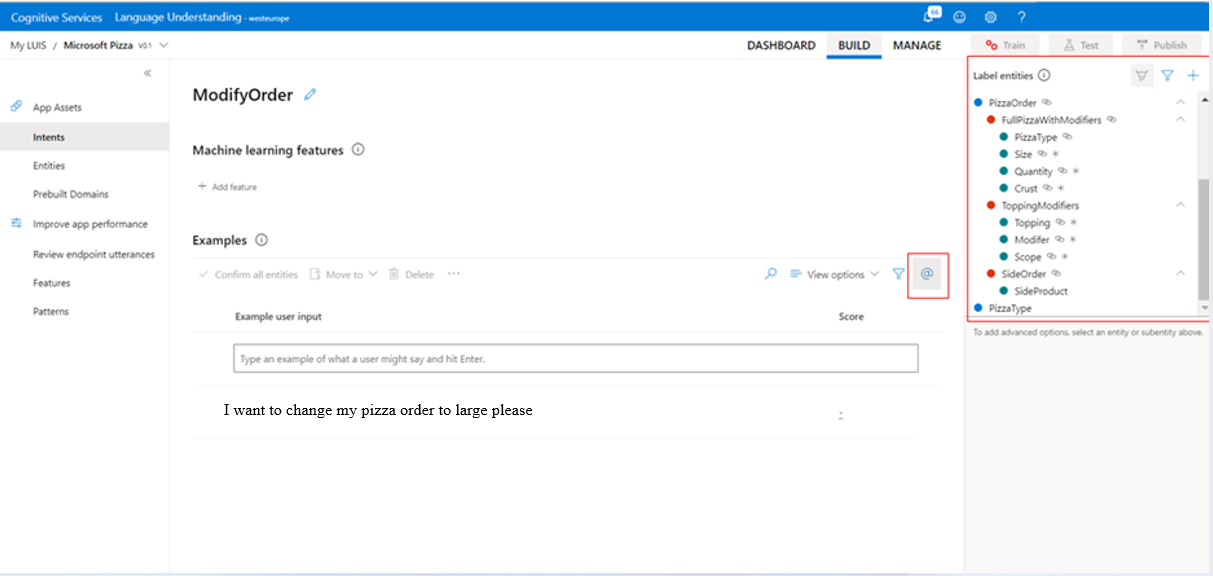 Cognitive Services Language Understanding - westeurope 66 ?
My LUIS / Microsoft Pizza V0.1 DASHBOARD BUILD MANAGE Train Test Publish
«
App Assets
Intents
Entities
Prebuilt Domains
Improve app performance
Review endpoint utterances
Features
Patterns
ModifyOrder
Machine learning features
+ Add feature
Examples
Confirm all entities Move to Delete ··· View options @
Example user input Score
Type an example of what a user might say and hit Enter.
I want to change my pizza order to large please -
Label entities
PizzaOrder
FullPizzaWithModifiers
PizzaType
Size *
Quantity *
Crust *
ToppingModifiers
Topping *
Modifer *
Scope *
SideOrder
SideProduct
PizzaType
To add advanced options, select an entity or subentity above.